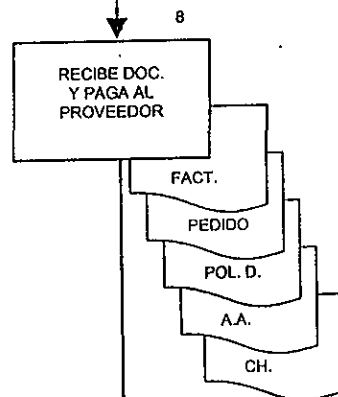 8
RECIBE DOC.
Y PAGA AL
PROVEEDOR
FACT.
PEDIDO
POL. D.
A.A.
CH.